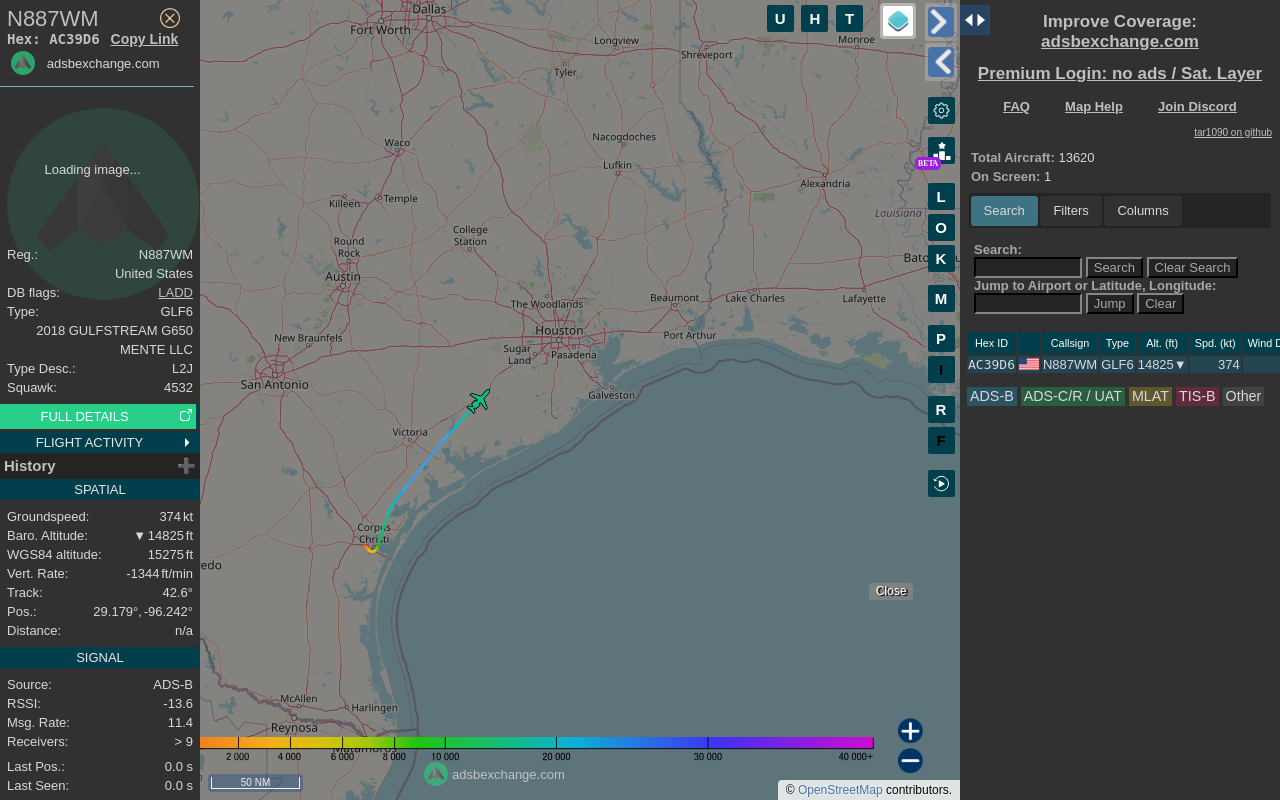 N887WM
Hex: AC39D6 Copy Link
adsbexchange.com
Loading image...
Reg.: N887WM
United States
DB flags: LADD
Type: GLF6
2018 GULFSTREAM G650
MENTE LLC
Type Desc.: L2J
Squawk: 4532
FULL DETAILS
FLIGHT ACTIVITY
History
SPATIAL
Groundspeed: 374 kt
Baro. Altitude: ▼ 14825 ft
WGS84 altitude: 15275 ft
Vert. Rate: -1344 ft/min
Track: 42.6°
Pos.: 29.179°, -96.242°
Distance: n/a
SIGNAL
Source: ADS-B
RSSI: -13.6
Msg. Rate: 11.4
Receivers: > 9
Last Pos.: 0.0 s
Last Seen: 0.0 s
Dallas
Fort Worth
Longview
Monroe
Shreveport
Tyler
Nacogdoches
Waco
Lufkin
Alexandria
Temple
Killeen
Louisiana
College
Station
Round
Rock
Austin
The Woodlands
Beaumont
Lake Charles
Lafayette
Houston
New Braunfels
Port Arthur
Sugar
Land
Pasadena
San Antonio
Galveston
Victoria
Corpus
Christi
McAllen
Harlingen
Reynosa
U H T
BETA
L
O
K
M
P
I
R
F
Close
2 000 4 000 6 000 8 000 10 000 20 000 30 000 40 000+
adsbexchange.com
50 NM
© OpenStreetMap contributors.
Improve Coverage:
adsbexchange.com
Premium Login: no ads / Sat. Layer
FAQ Map Help Join Discord
tar1090 on github
Total Aircraft: 13620
On Screen: 1
Search Filters Columns
Search:
Search Clear Search
Jump to Airport or Latitude, Longitude:
Jump Clear
Hex ID Callsign Type Alt. (ft) Spd. (kt) Wind D
AC39D6 N887WM GLF6 14825▼ 374
ADS-B ADS-C/R / UAT MLAT TIS-B Other